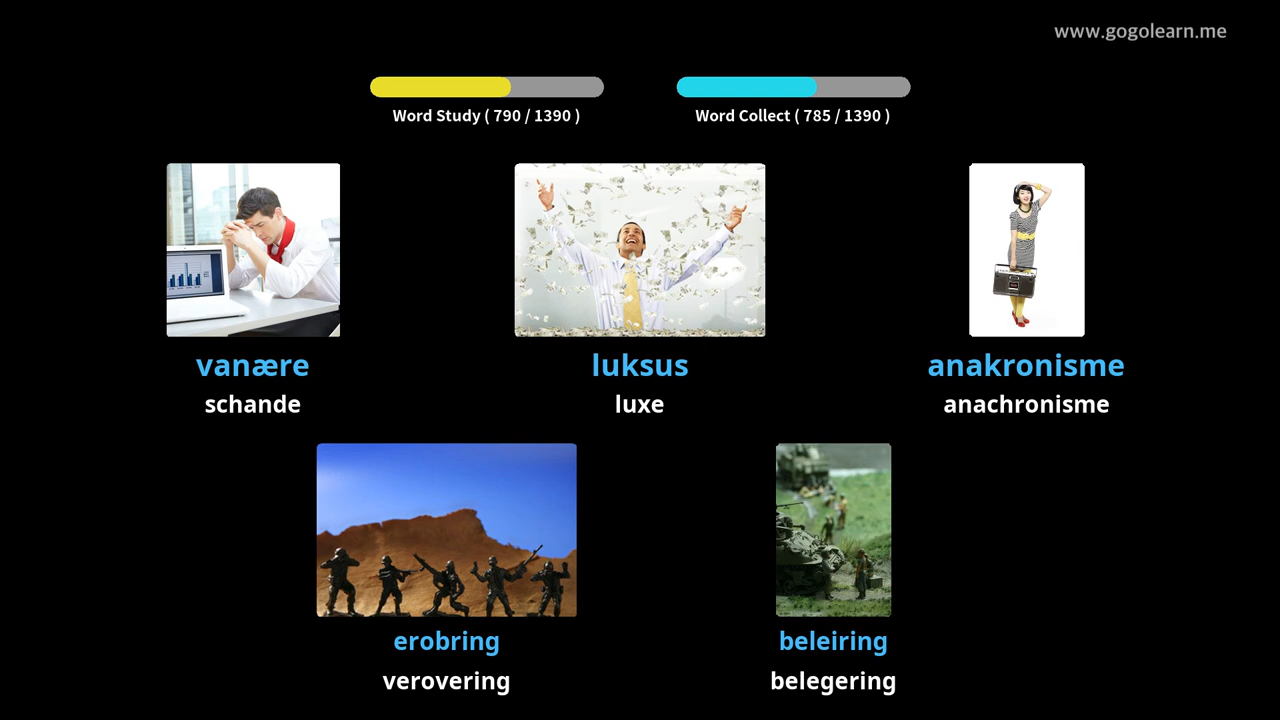 www.gogolearn.me
Word Study ( 790 / 1390 )
Word Collect ( 785 / 1390 )
vanære
luksus
anakronisme
schande
luxe
anachronisme
erobring
beleiring
verovering
belegering